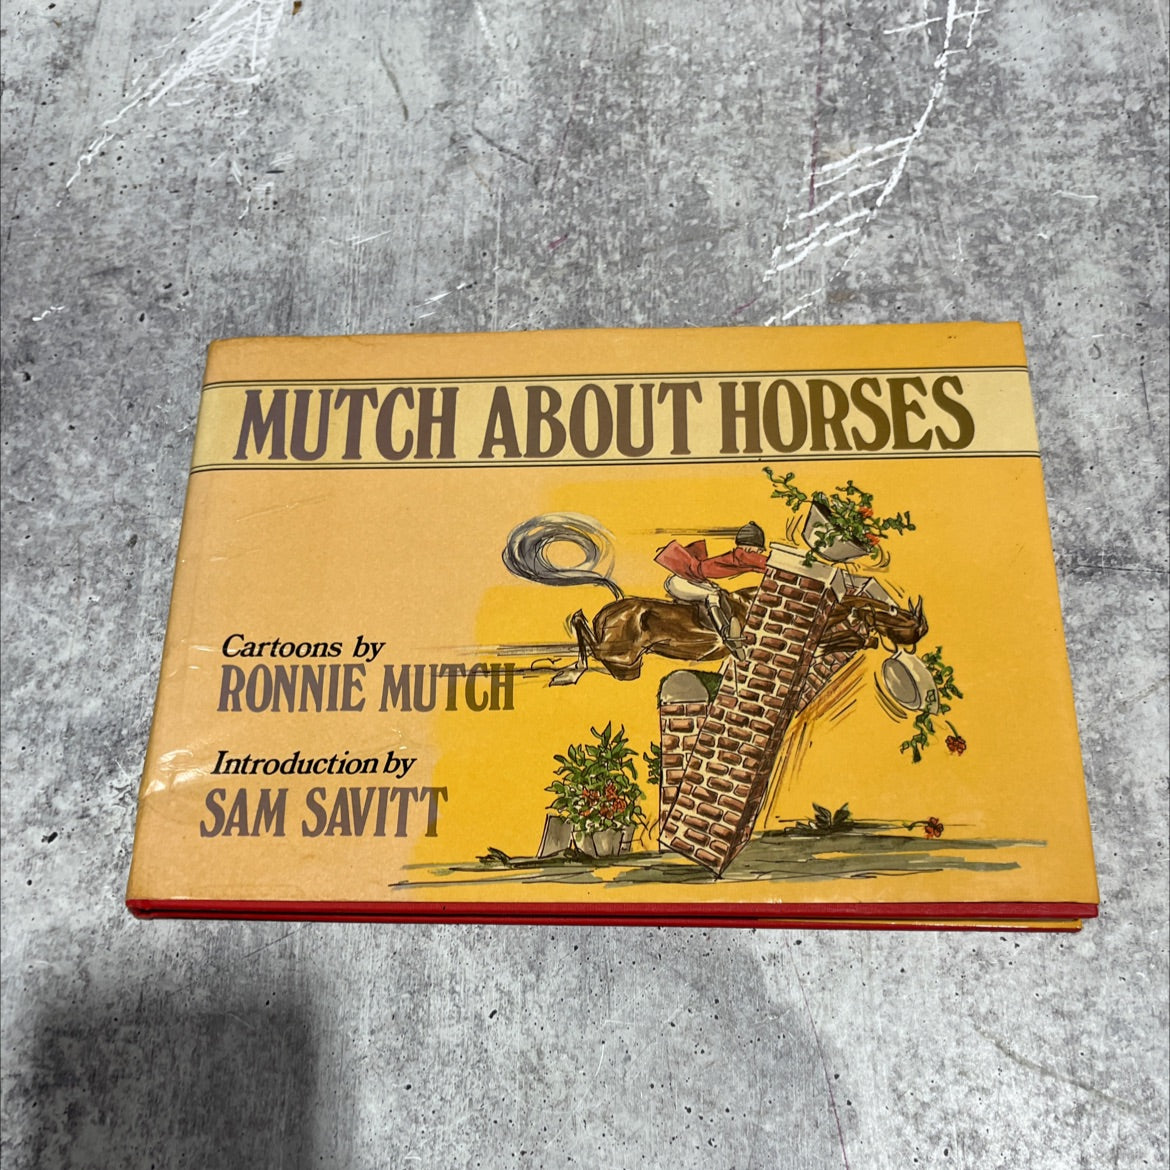 MUTCH ABOUT HORSES
Cartoons by
RONNIE MUTCH
Introduction by
SAM SAVITT